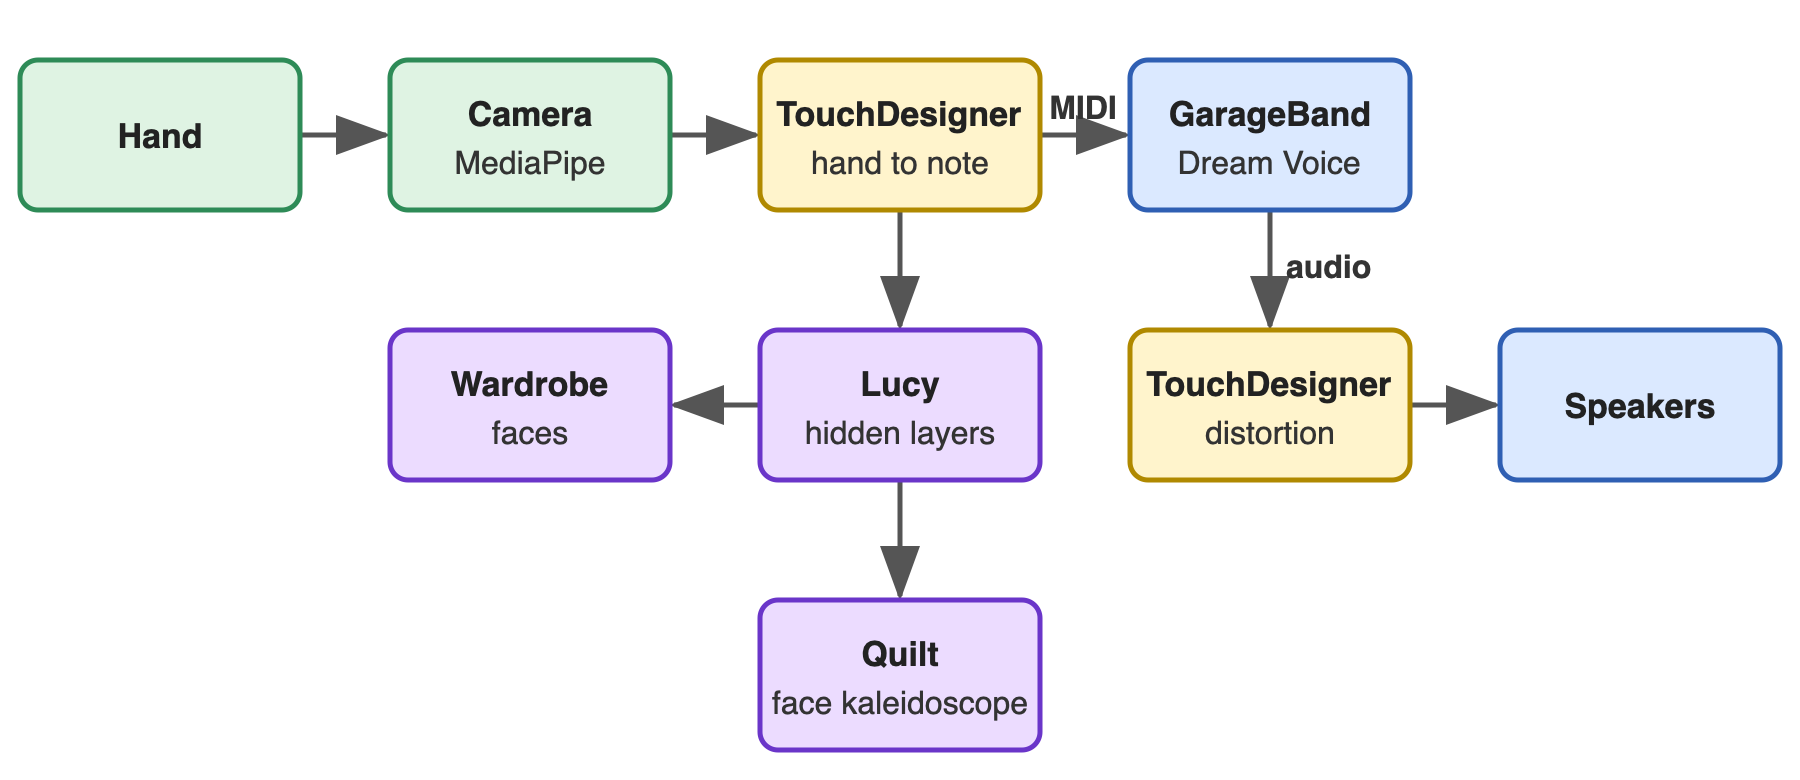 Hand
Camera
MediaPipe
TouchDesigner
hand to note
MIDI
GarageBand
Dream Voice
audio
Wardrobe
faces
Lucy
hidden layers
TouchDesigner
distortion
Speakers
Quilt
face kaleidoscope